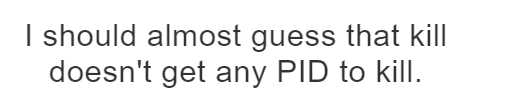 I should almost guess that kill
doesn't get any PID to kill.